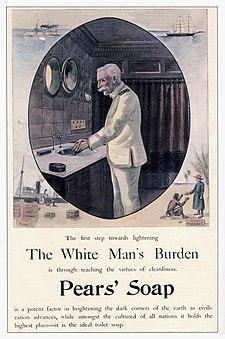 The first step towards lightening
The White Man's Burden
is through teaching the virtues of cleanliness.
Pears' Soap
is a potent factor in brightening the dark corners of the earth as civil-
ization advances, while amongst the cultured of all nations it holds the
highest place—it is the ideal toilet soap.